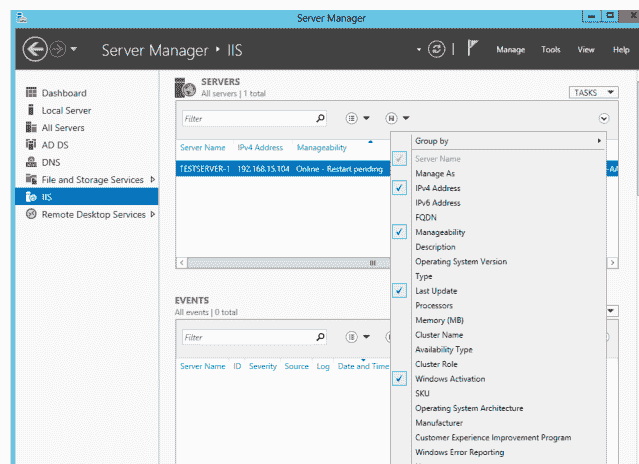 Server Manager
Server Manager • IIS
Manage Tools View Help
Dashboard
Local Server
All Servers
AD DS
DNS
File and Storage Services
IIS
Remote Desktop Services
SERVERS
All servers | 1 total
TASKS
Filter
Server Name IPv4 Address Manageability
TESTSERVER-1 192.168.15.104 Online - Restart pending
Group by
Server Name
Manage As
IPv4 Address
IPv6 Address
FQDN
Manageability
Description
Operating System Version
Type
Last Update
Processors
Memory (MB)
Cluster Name
Availability Type
Cluster Role
Windows Activation
SKU
Operating System Architecture
Manufacturer
Customer Experience Improvement Program
Windows Error Reporting
EVENTS
All events | 0 total
Filter
Server Name ID Severity Source Log Date and Time